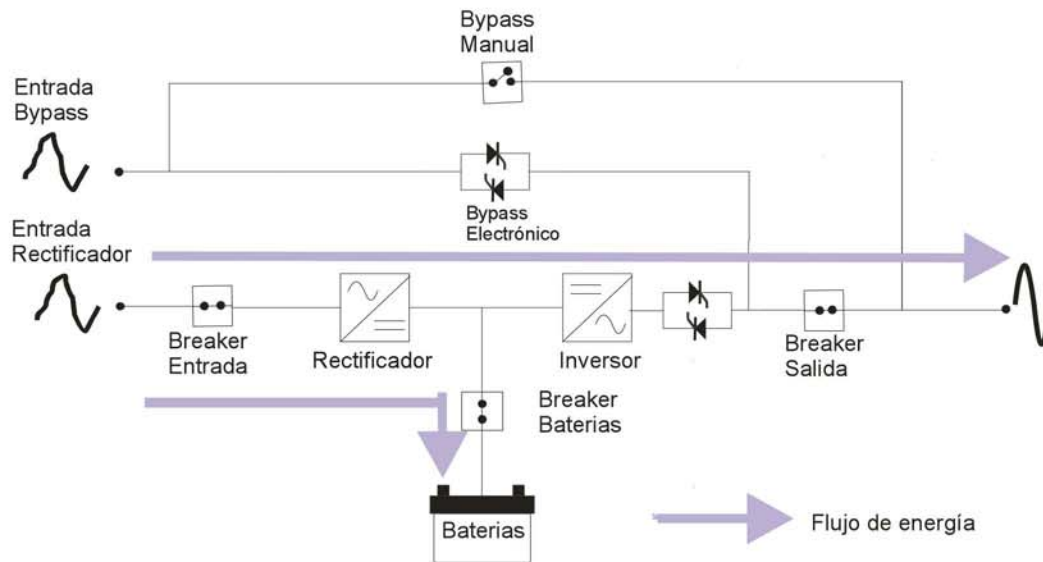 Bypass
Manual
Entrada
Bypass
Bypass
Electrónico
Entrada
Rectificador
Breaker
Entrada
Rectificador
Inversor
Breaker
Salida
Breaker
Baterias
Baterias
Flujo de energía